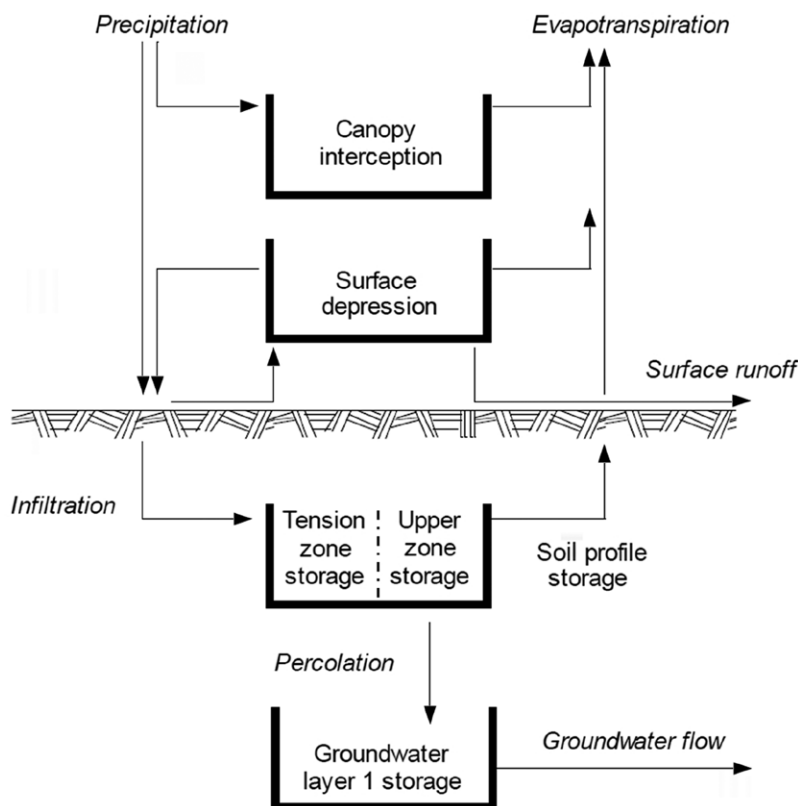 Precipitation
Evapotranspiration
Canopy
interception
Surface
depression
Surface runoff
Infiltration
Tension
zone
storage
Upper
zone
storage
Soil profile
storage
Percolation
Groundwater
layer 1 storage
Groundwater flow